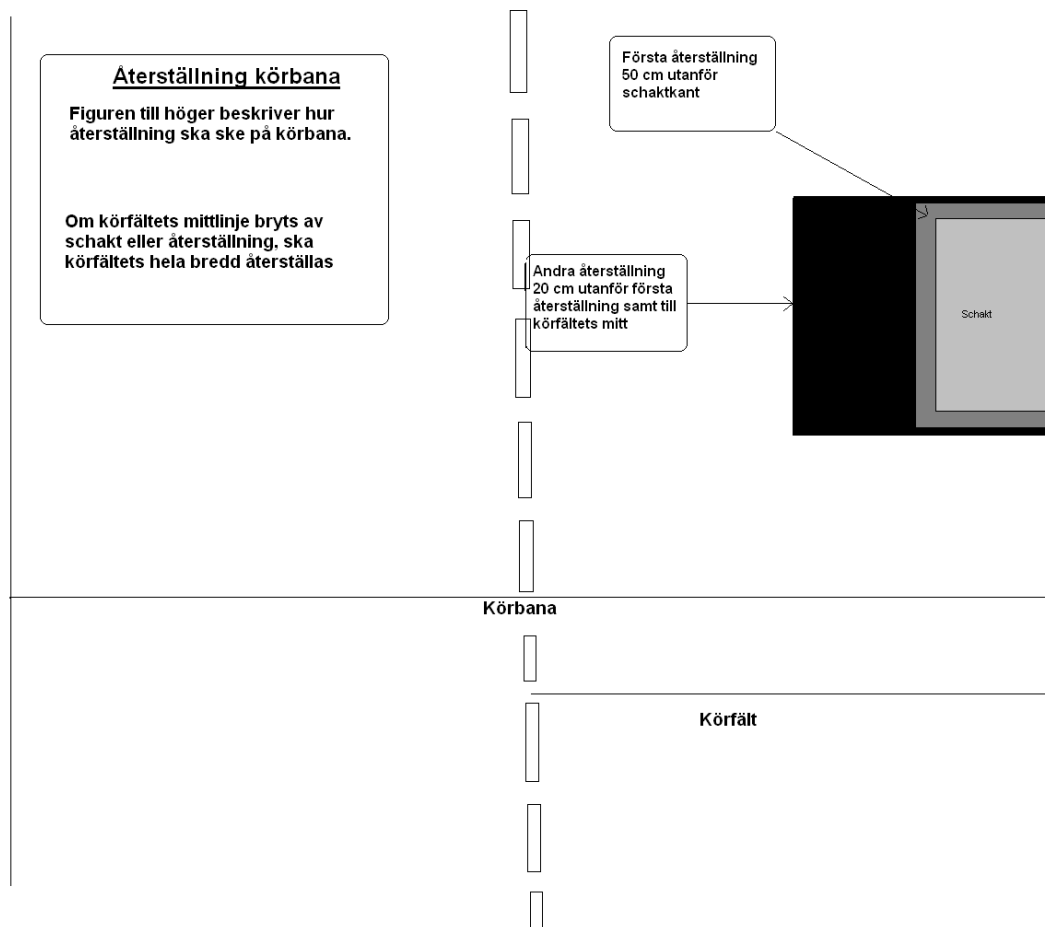 Återställning körbana
Figuren till höger beskriver hur
återställning ska ske på körbana.
Om körfältets mittlinje bryts av
schakt eller återställning, ska
körfältets hela bredd återställas
Första återställning
50 cm utanför
schaktkant
Andra återställning
20 cm utanför första
återställning samt till
körfältets mitt
Schakt
Körbana
Körfält